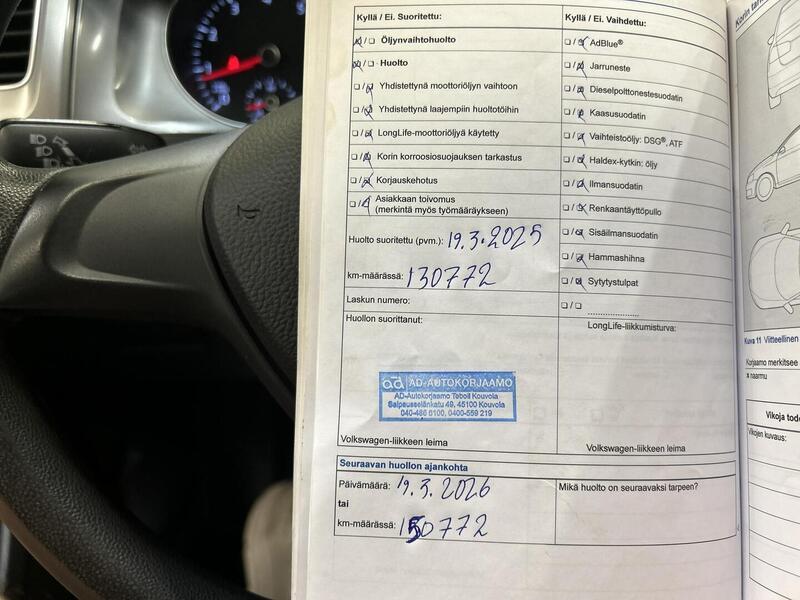 Kyllä / Ei. Suoritettu:
☒/☐ Öljynvaihtohuolto
☒/☐ Huolto
☐/☒ Yhdistettynä moottoriöljyn vaihtoon
☐/☒ Yhdistettynä laajempiin huoltotöihin
☐/☒ LongLife-moottoriöljyä käytetty
☐/☒ Korin korroosiosuojauksen tarkastus
☐/☒ Korjauskehotus
☐/☒ Asiakkaan toivomus
(merkintä myös työmääräykseen)
Huolto suoritettu (pvm.): 19.3.2025
km-määrässä: 130772
Laskun numero:
Huollon suorittanut:
ad AD-AUTOKORJAAMO
AD-Autokorjaamo Teboil Kouvola
Salpausselänkatu 49, 45100 Kouvola
040-486 6100, 0400-559 219
Volkswagen-liikkeen leima
Kyllä / Ei. Vaihdettu:
☐/☒ AdBlue®
☐/☒ Jarruneste
☐/☒ Dieselpolttonestesuodatin
☐/☒ Kaasusuodatin
☐/☒ Vaihteistoöljy: DSG®, ATF
☐/☒ Haldex-kytkin: öljy
☐/☒ Ilmansuodatin
☐/☒ Renkaantäyttöpullo
☐/☒ Sisäilmansuodatin
☐/☒ Hammashihna
☐/☒ Sytytystulpat
☐/☐ ....................
LongLife-liikkumisturva:
Volkswagen-liikkeen leima
Seuraavan huollon ajankohta
Päivämäärä: 19.3.2026
tai
km-määrässä: 150772
Mikä huolto on seuraavaksi tarpeen?
Kuva 11 Viitteellinen
Korjaamo merkitsee
naarmu
Vikoja
Vikojen kuvaus: